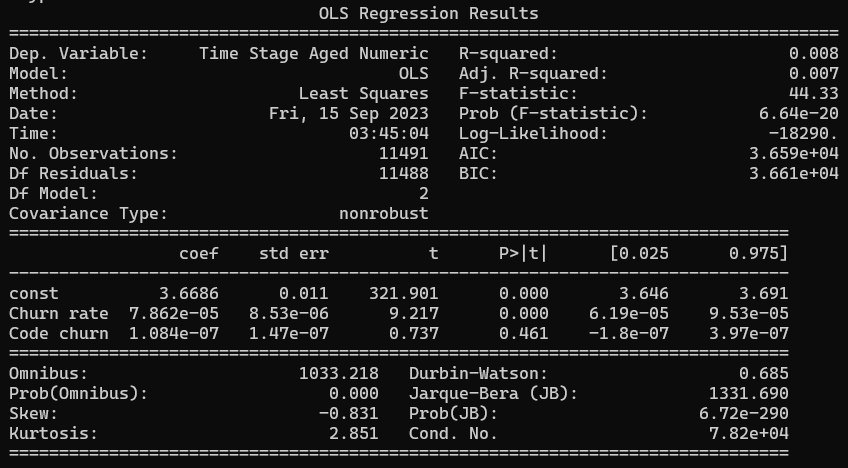 OLS Regression Results
==============================================================================
Dep. Variable: Time Stage Aged Numeric R-squared: 0.008
Model: OLS Adj. R-squared: 0.007
Method: Least Squares F-statistic: 44.33
Date: Fri, 15 Sep 2023 Prob (F-statistic): 6.64e-20
Time: 03:45:04 Log-Likelihood: -18290.
No. Observations: 11491 AIC: 3.659e+04
Df Residuals: 11488 BIC: 3.661e+04
Df Model: 2
Covariance Type: nonrobust
==============================================================================
coef std err t P>|t| [0.025 0.975]
------------------------------------------------------------------------------
const 3.6686 0.011 321.901 0.000 3.646 3.691
Churn rate 7.862e-05 8.53e-06 9.217 0.000 6.19e-05 9.53e-05
Code churn 1.084e-07 1.47e-07 0.737 0.461 -1.8e-07 3.97e-07
==============================================================================
Omnibus: 1033.218 Durbin-Watson: 0.685
Prob(Omnibus): 0.000 Jarque-Bera (JB): 1331.690
Skew: -0.831 Prob(JB): 6.72e-290
Kurtosis: 2.851 Cond. No. 7.82e+04
==============================================================================